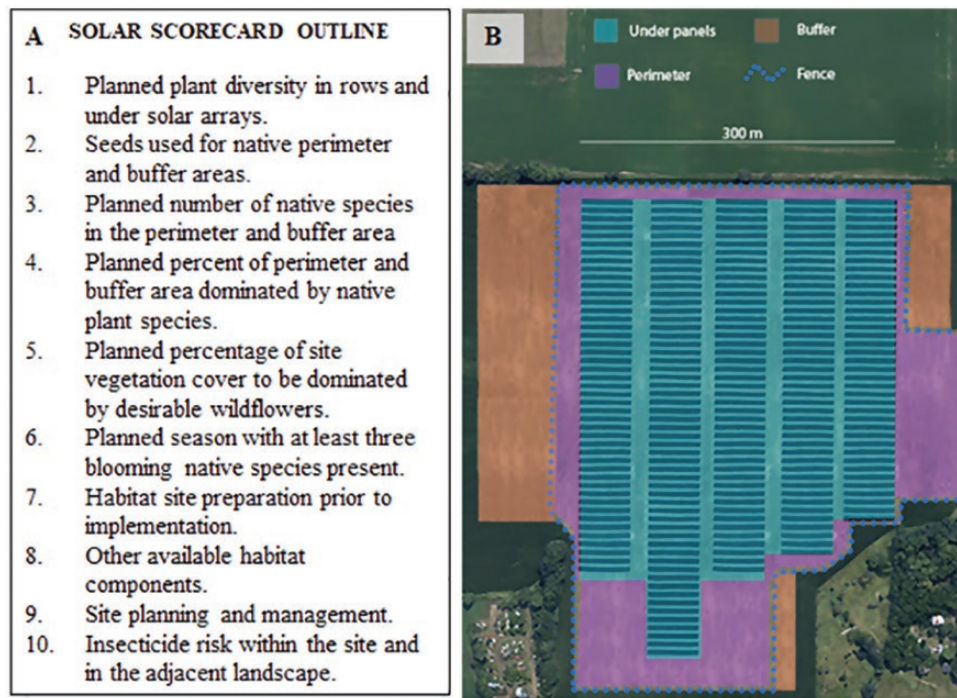 A SOLAR SCORECARD OUTLINE
1. Planned plant diversity in rows and
under solar arrays.
2. Seeds used for native perimeter
and buffer areas.
3. Planned number of native species
in the perimeter and buffer area
4. Planned percent of perimeter and
buffer area dominated by native
plant species.
5. Planned percentage of site
vegetation cover to be dominated
by desirable wildflowers.
6. Planned season with at least three
blooming native species present.
7. Habitat site preparation prior to
implementation.
8. Other available habitat
components.
9. Site planning and management.
10. Insecticide risk within the site and
in the adjacent landscape.
B
Under panels
Buffer
Perimeter
Fence
300 m